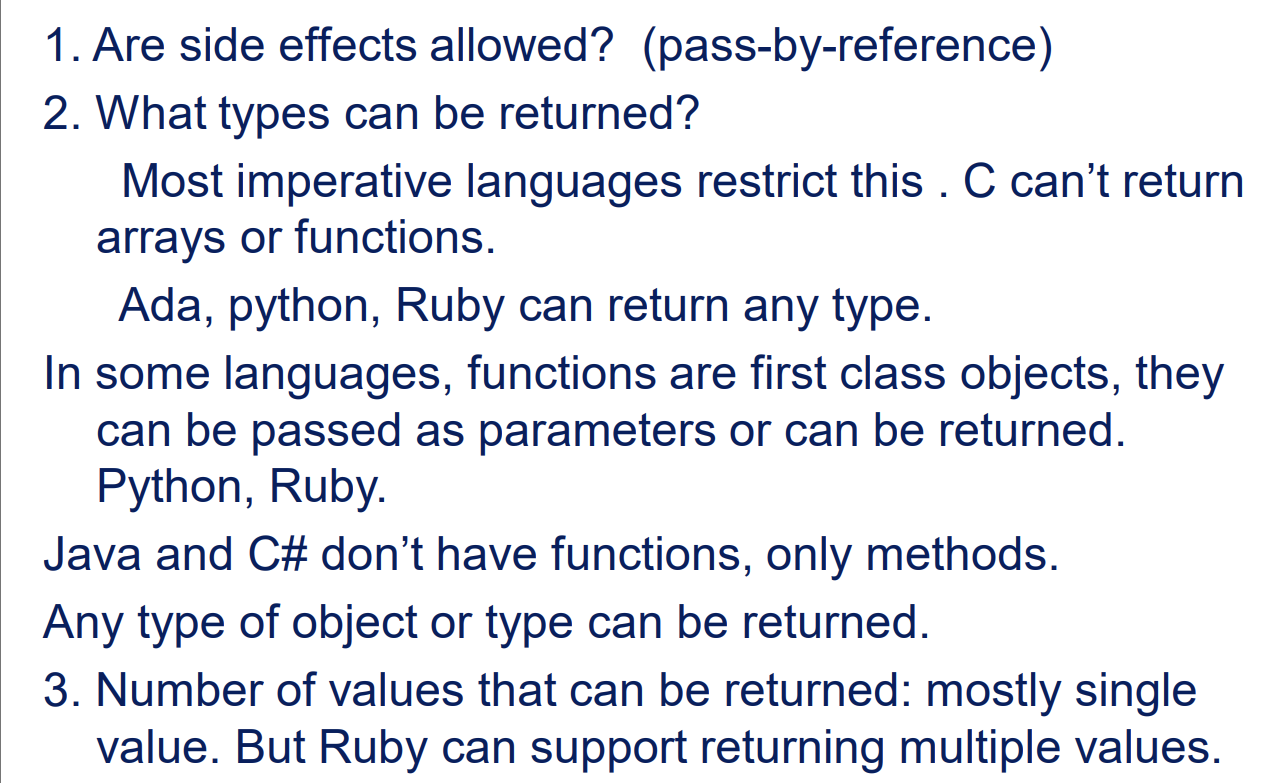 1. Are side effects allowed?  (pass-by-reference)
2. What types can be returned?
Most imperative languages restrict this . C can’t return
arrays or functions.
Ada, python, Ruby can return any type.
In some languages, functions are first class objects, they
can be passed as parameters or can be returned.
Python, Ruby.
Java and C# don’t have functions, only methods.
Any type of object or type can be returned.
3. Number of values that can be returned: mostly single
value. But Ruby can support returning multiple values.